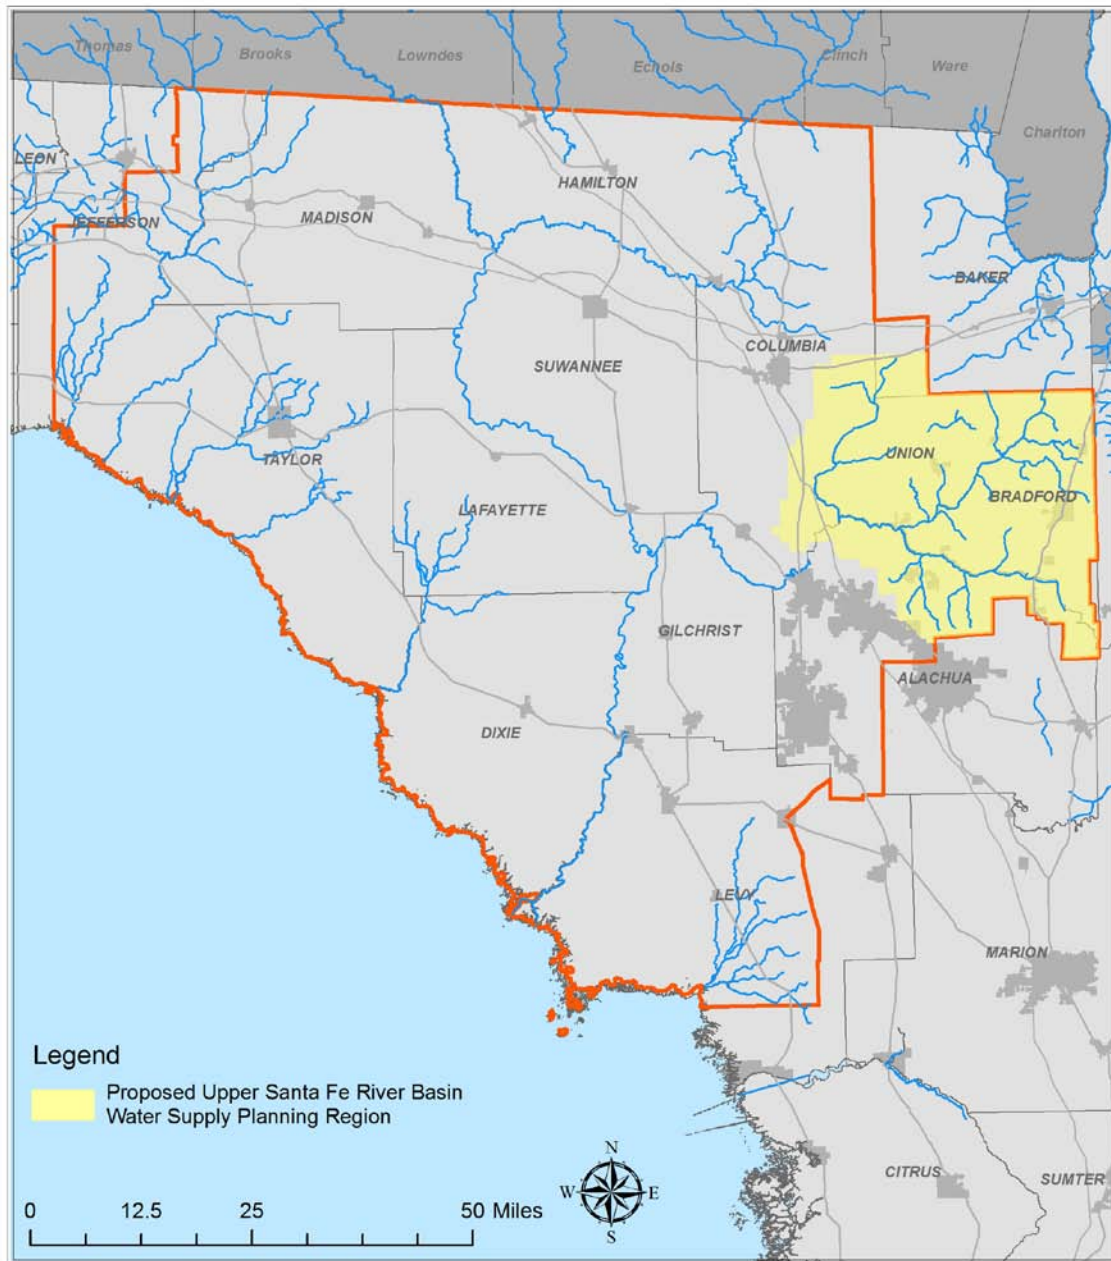 Thomas
Brooks
Lowndes
Echols
Clinch
Ware
Charlton
LEON
JEFFERSON
MADISON
HAMILTON
BAKER
COLUMBIA
SUWANNEE
UNION
BRADFORD
TAYLOR
LAFAYETTE
GILCHRIST
ALACHUA
DIXIE
LEVY
MARION
CITRUS
SUMTER
Legend
Proposed Upper Santa Fe River Basin
Water Supply Planning Region
N
W E
S
0 12.5 25 50 Miles